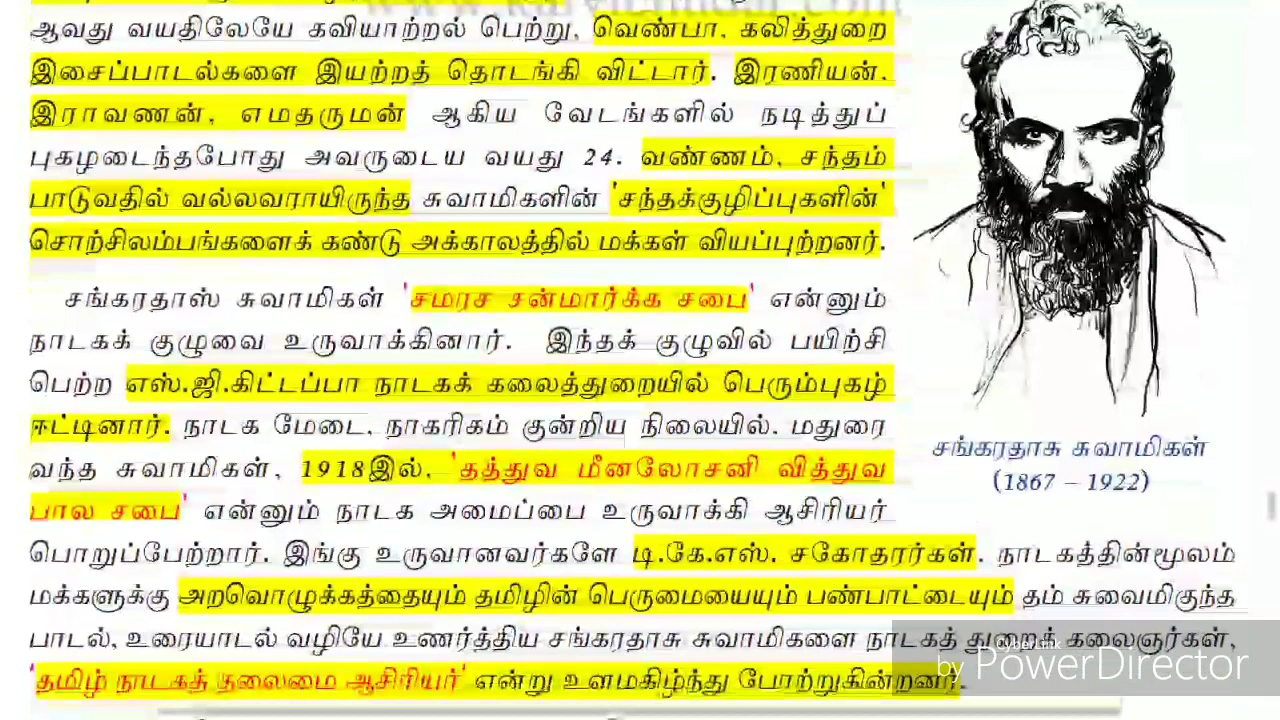 ஆவது வயதிலேயே கவியாற்றல் பெற்று, வெண்பா, கலித்துறை
இசைப்பாடல்களை இயற்றத் தொடங்கி விட்டார். இரணியன்,
இராவணன், எமதருமன் ஆகிய வேடங்களில் நடித்துப்
புகழடைந்தபோது அவருடைய வயது 24. வண்ணம், சந்தம்
பாடுவதில் வல்லவராயிருந்த சுவாமிகளின் 'சந்தக்குழிப்புகளின்'
சொற்சிலம்பங்களைக் கண்டு அக்காலத்தில் மக்கள் வியப்புற்றனர்.
சங்கரதாஸ் சுவாமிகள் 'சமரச சன்மார்க்க சபை' என்னும்
நாடகக் குழுவை உருவாக்கினார். இந்தக் குழுவில் பயிற்சி
பெற்ற எஸ்.ஜி.கிட்டப்பா நாடகக் கலைத்துறையில் பெரும்புகழ்
ஈட்டினார். நாடக மேடை, நாகரிகம் குன்றிய நிலையில், மதுரை
வந்த சுவாமிகள், 1918இல், 'தத்துவ மீனலோசனி வித்துவ
பால சபை' என்னும் நாடக அமைப்பை உருவாக்கி ஆசிரியர்
பொறுப்பேற்றார். இங்கு உருவானவர்களே டி.கே.எஸ். சகோதரர்கள். நாடகத்தின்மூலம்
மக்களுக்கு அறவொழுக்கத்தையும் தமிழின் பெருமையையும் பண்பாட்டையும் தம் சுவைமிகுந்த
பாடல், உரையாடல் வழியே உணர்த்திய சங்கரதாசு சுவாமிகளை நாடகத் துறைக் கலைஞர்கள்,
'தமிழ் நாடகத் தலைமை ஆசிரியர்' என்று உளமகிழ்ந்து போற்றுகின்றனர்.
சங்கரதாசு சுவாமிகள்
(1867 – 1922)
CyberLink
by PowerDirector